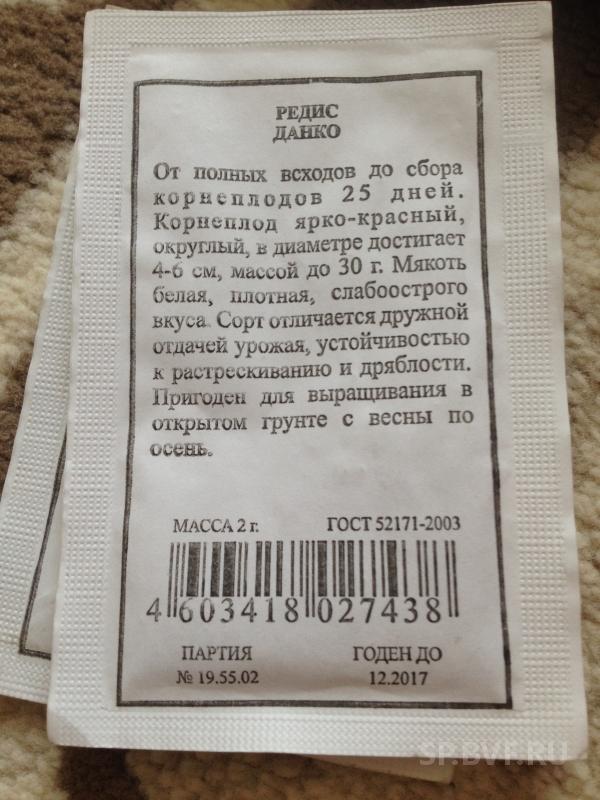 РЕДИС
ДАНКО
От полных всходов до сбора
корнеплодов 25 дней.
Корнеплод ярко-красный,
округлый, в диаметре достигает
4-6 см, массой до 30 г. Мякоть
белая, плотная, слабоострого
вкуса. Сорт отличается дружной
отдачей урожая, устойчивостью
к растрескиванию и дряблости.
Пригоден для выращивания в
открытом грунте с весны по
осень.
МАССА 2 г. ГОСТ 52171-2003
4 603418 027438
ПАРТИЯ ГОДЕН ДО
№ 19.55.02 12.2017
SP.BVF.RU